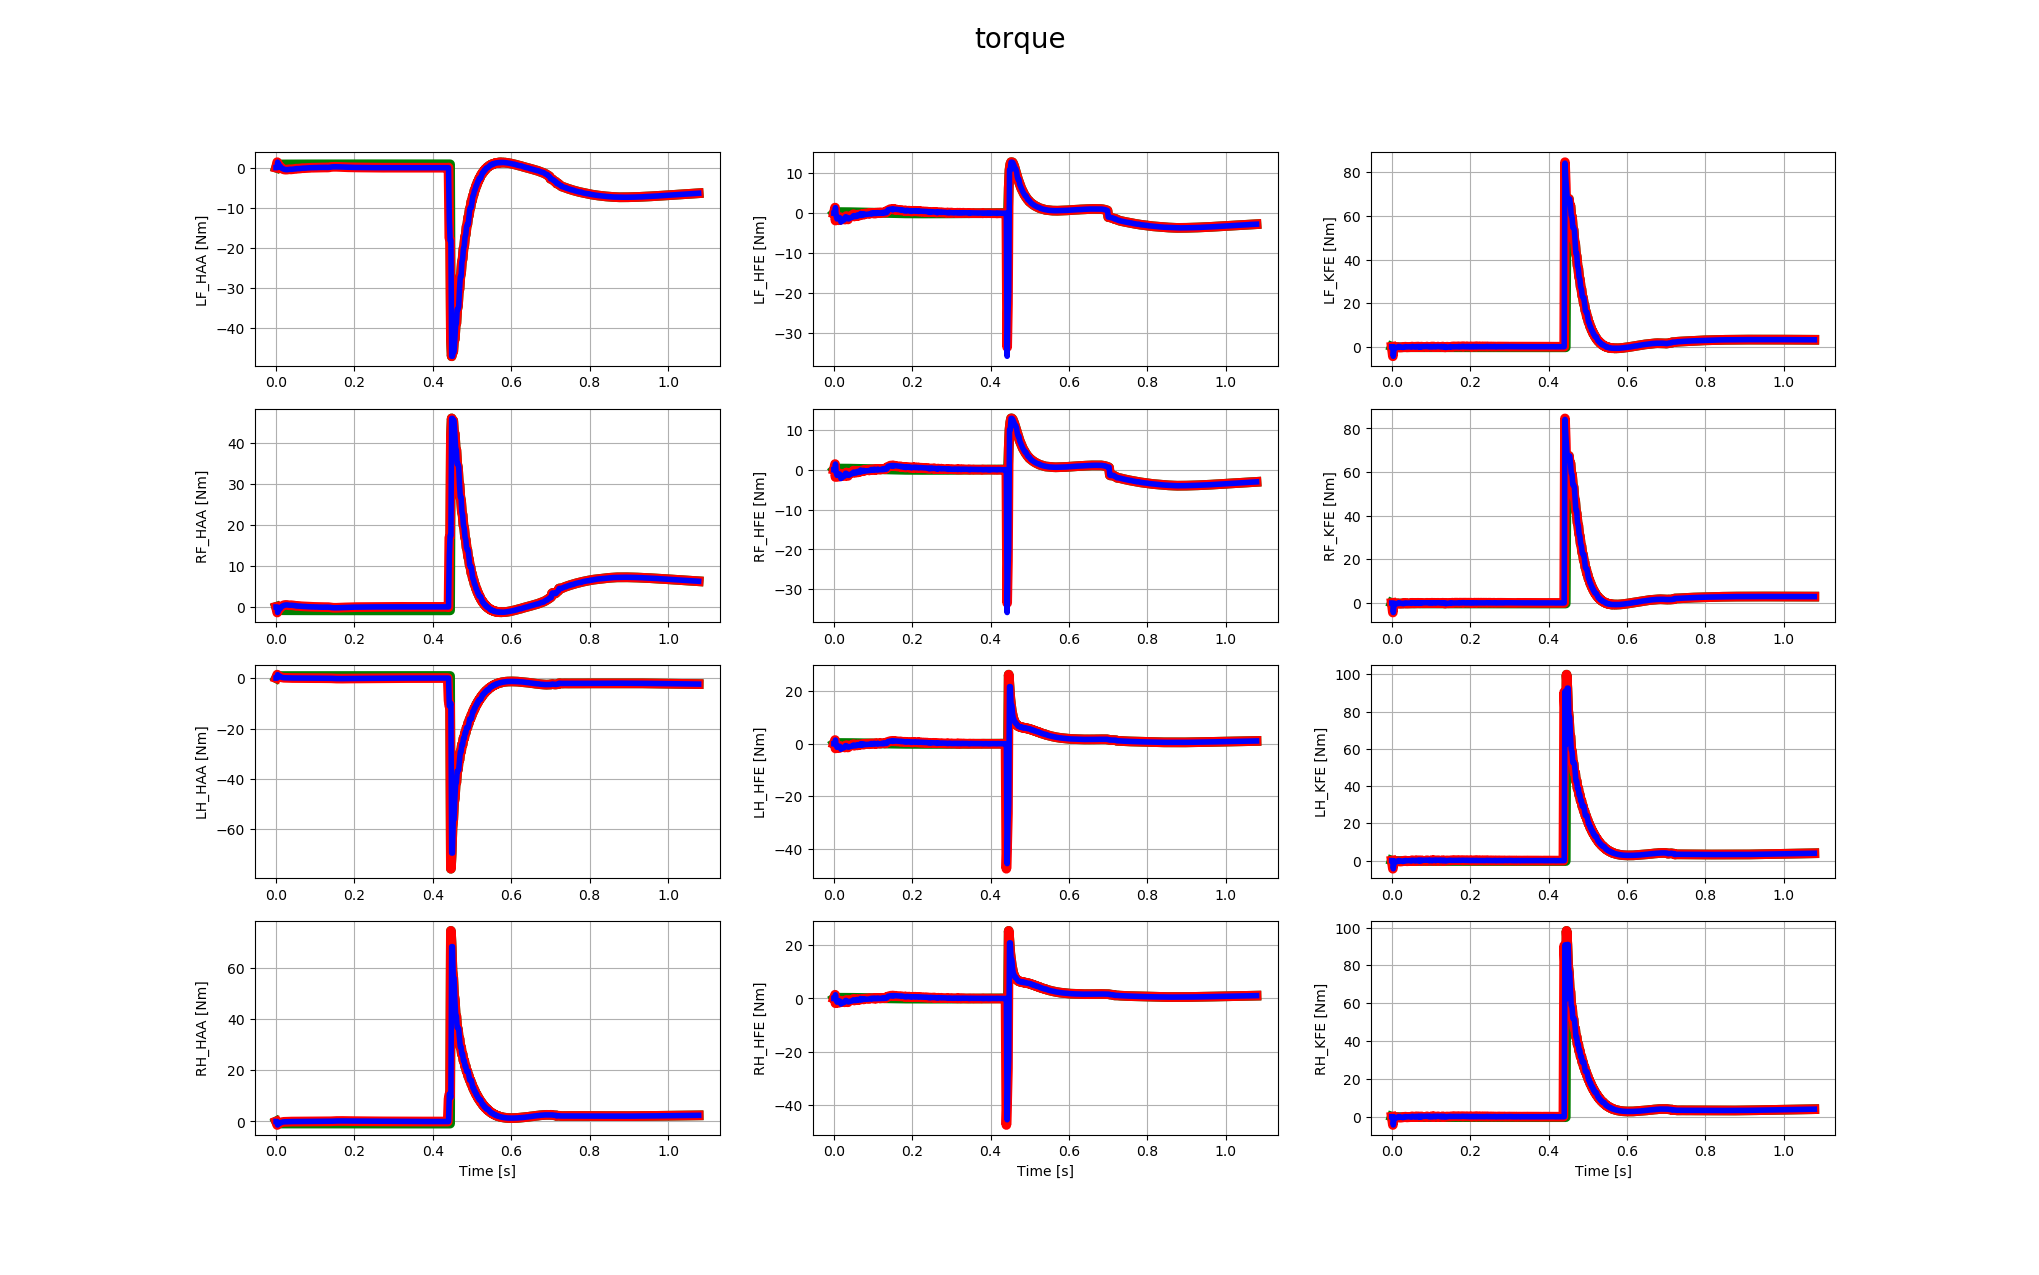 torque
LF_HAA [Nm]
0
−10
−20
−30
−40
0.0 0.2 0.4 0.6 0.8 1.0
LF_HFE [Nm]
10
0
−10
−20
−30
0.0 0.2 0.4 0.6 0.8 1.0
LF_KFE [Nm]
80
60
40
20
0
0.0 0.2 0.4 0.6 0.8 1.0
RF_HAA [Nm]
40
30
20
10
0
0.0 0.2 0.4 0.6 0.8 1.0
RF_HFE [Nm]
10
0
−10
−20
−30
0.0 0.2 0.4 0.6 0.8 1.0
RF_KFE [Nm]
80
60
40
20
0
0.0 0.2 0.4 0.6 0.8 1.0
LH_HAA [Nm]
0
−20
−40
−60
0.0 0.2 0.4 0.6 0.8 1.0
LH_HFE [Nm]
20
0
−20
−40
0.0 0.2 0.4 0.6 0.8 1.0
LH_KFE [Nm]
100
80
60
40
20
0
0.0 0.2 0.4 0.6 0.8 1.0
RH_HAA [Nm]
60
40
20
0
0.0 0.2 0.4 0.6 0.8 1.0
Time [s]
RH_HFE [Nm]
20
0
−20
−40
0.0 0.2 0.4 0.6 0.8 1.0
Time [s]
RH_KFE [Nm]
100
80
60
40
20
0
0.0 0.2 0.4 0.6 0.8 1.0
Time [s]